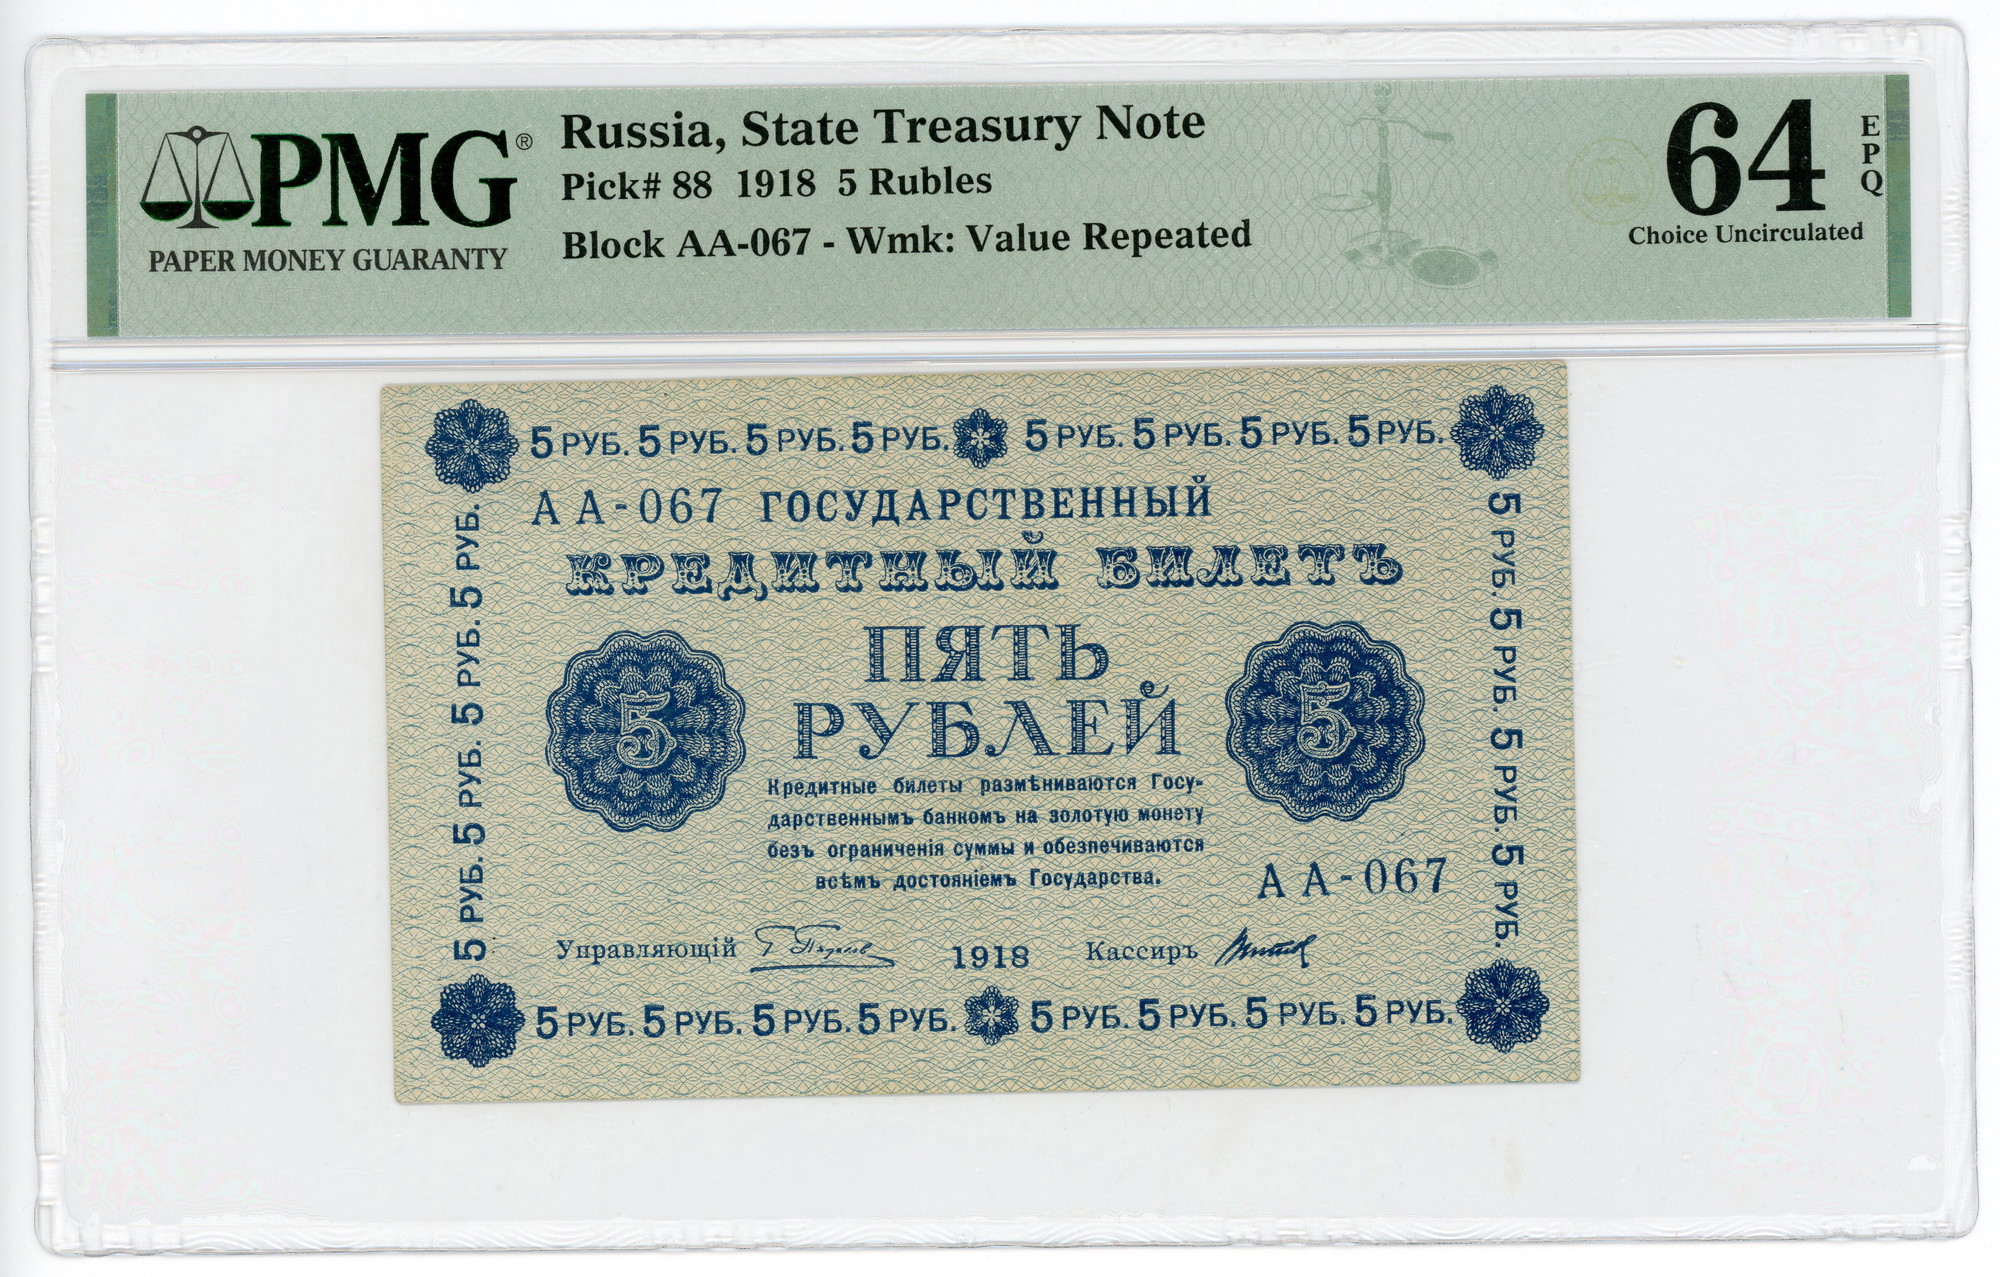 PMG®
PAPER MONEY GUARANTY
Russia, State Treasury Note
Pick# 88 1918 5 Rubles
Block AA-067 - Wmk: Value Repeated
64
EPQ
Choice Uncirculated
5 РУБ. 5 РУБ. 5 РУБ. 5 РУБ. 5 РУБ. 5 РУБ. 5 РУБ. 5 РУБ.
5 РУБ. 5 РУБ. 5 РУБ. 5 РУБ.
АА-067 ГОСУДАРСТВЕННЫЙ
КРЕДИТНЫЙ БИЛЕТЪ
ПЯТЬ
РУБЛЕЙ
5
5
Кредитные билеты размѣниваются Госу-
дарственнымъ банкомъ на золотую монету
безъ ограниченія суммы и обезпечиваются
всѣмъ достояніемъ Государства.
АА-067
Управляющій
1918
Кассиръ
5 РУБ. 5 РУБ. 5 РУБ. 5 РУБ.
5 РУБ. 5 РУБ. 5 РУБ. 5 РУБ. 5 РУБ. 5 РУБ. 5 РУБ. 5 РУБ.